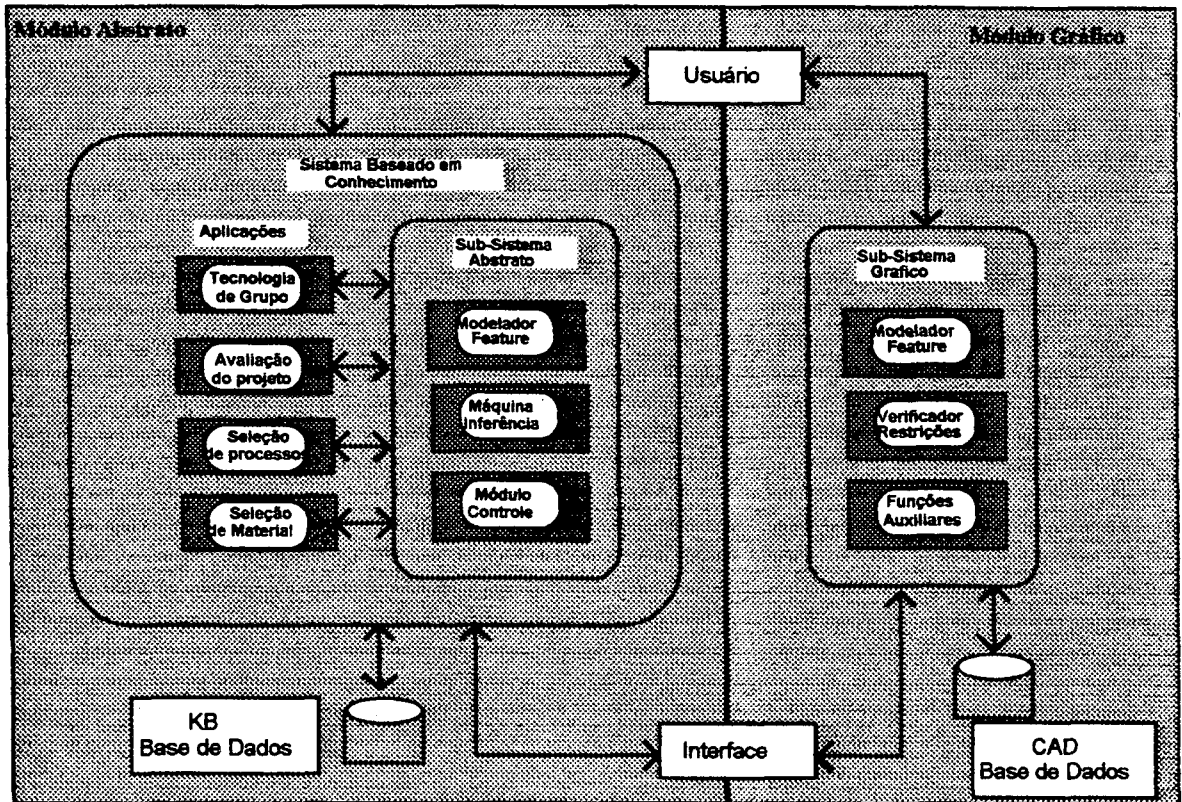 Módulo Abstrato
Módulo Gráfico
Usuário
Sistema Baseado em
Conhecimento
Aplicações
Tecnologia
de Grupo
Avaliação
do projeto
Seleção
de processos
Seleção
de Material
Sub-Sistema
Abstrato
Modelador
Feature
Máquina
Inferência
Módulo
Controle
Sub-Sistema
Grafico
Modelador
Feature
Verificador
Restrições
Funções
Auxiliares
KB
Base de Dados
Interface
CAD
Base de Dados